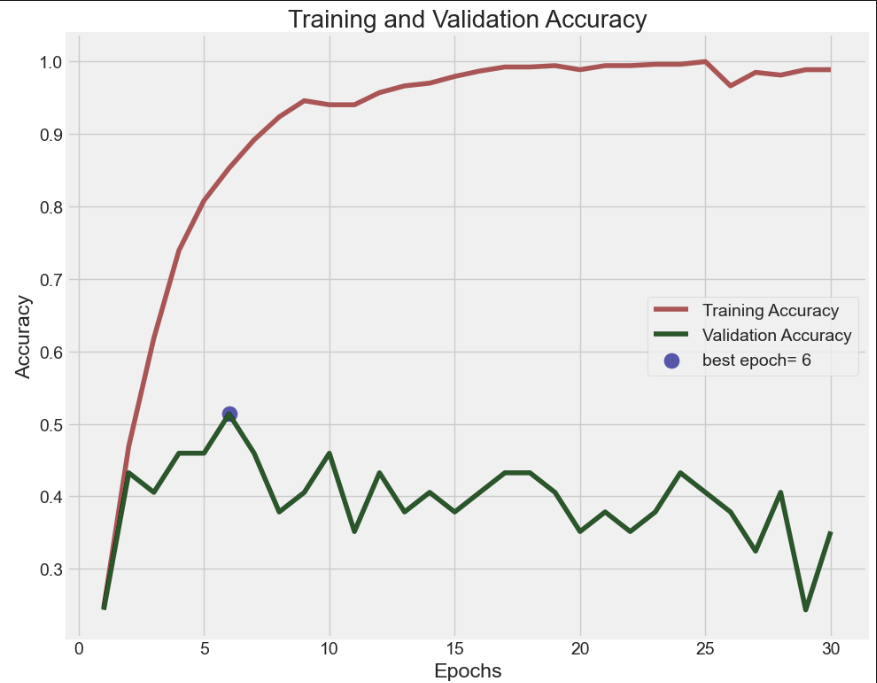 Training and Validation Accuracy
1.0
0.9
0.8
0.7
0.6
0.5
0.4
0.3
Accuracy
Training Accuracy
Validation Accuracy
best epoch= 6
0 5 10 15 20 25 30
Epochs